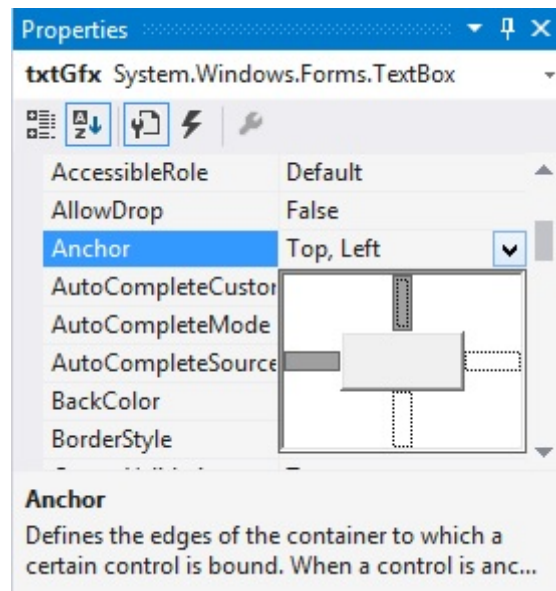 Properties
txtGfx System.Windows.Forms.TextBox
AccessibleRole Default
AllowDrop False
Anchor Top, Left
AutoCompleteCustor
AutoCompleteMode
AutoCompleteSource
BackColor
BorderStyle
Anchor
Defines the edges of the container to which a
certain control is bound. When a control is anc...